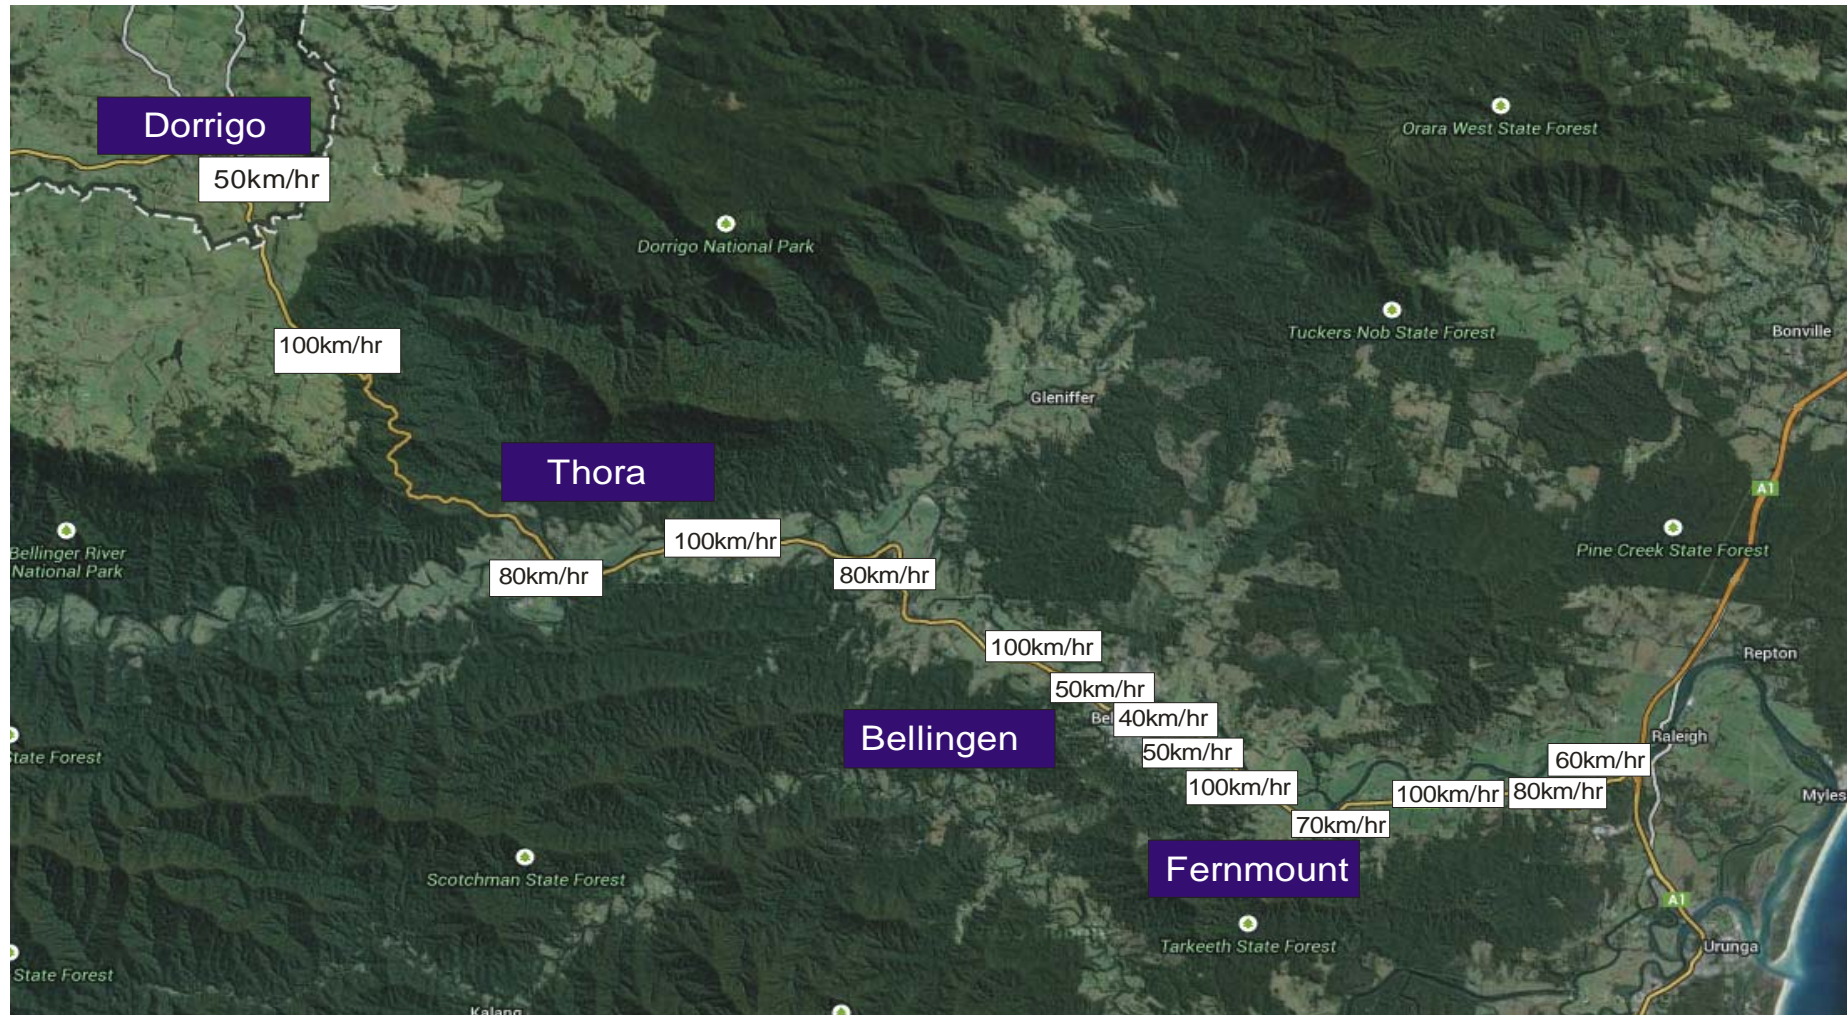 Dorrigo
50km/hr
Orara West State Forest
Dorrigo National Park
Tuckers Nob State Forest
Bonville
100km/hr
Gleniffer
Thora
A1
Bellinger River
National Park
100km/hr
Pine Creek State Forest
80km/hr
80km/hr
100km/hr
Repton
50km/hr
Bel
40km/hr
Bellingen
Raleigh
50km/hr
60km/hr
State Forest
100km/hr
100km/hr
80km/hr
Myles
70km/hr
Fernmount
Scotchman State Forest
A1
Tarkeeth State Forest
Urunga
State Forest
Kalang